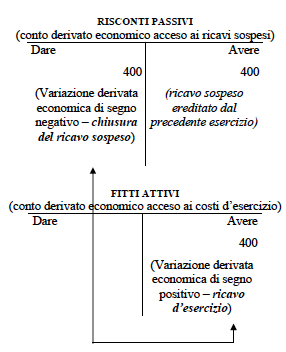 RISCONTI PASSIVI
(conto derivato economico acceso ai ricavi sospesi)
Dare Avere
400 400
(Variazione derivata
economica di segno
negativo – chiusura
del ricavo sospeso)
(ricavo sospeso
ereditato dal
precedente esercizio)
FITTI ATTIVI
(conto derivato economico acceso ai costi d'esercizio)
Dare Avere
400
(Variazione derivata
economica di segno
positivo – ricavo
d'esercizio)